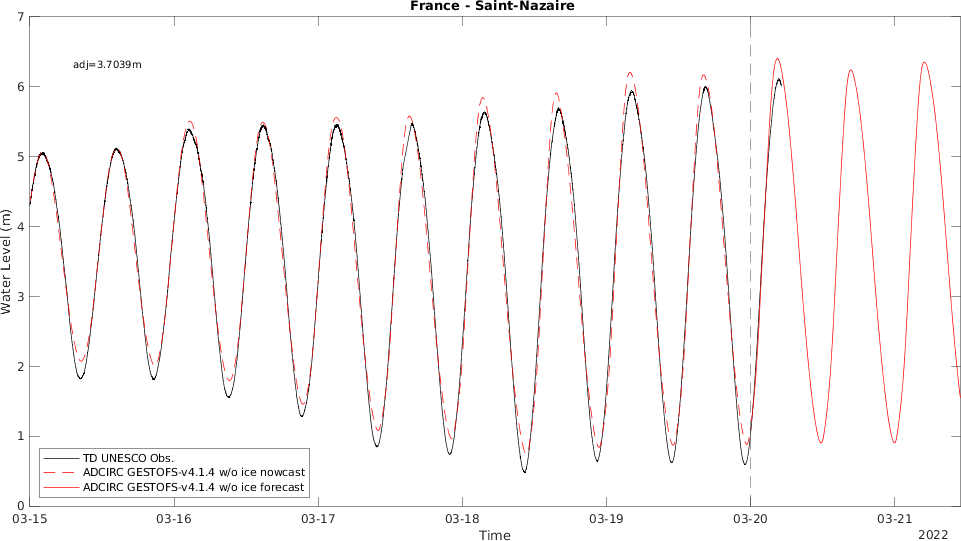 France - Saint-Nazaire
adj=3.7039m
7
6
5
4
3
2
1
0
Water Level (m)
TD UNESCO Obs.
ADCIRC GESTOFS-v4.1.4 w/o ice nowcast
ADCIRC GESTOFS-v4.1.4 w/o ice forecast
03-15 03-16 03-17 03-18 03-19 03-20 03-21
Time
2022